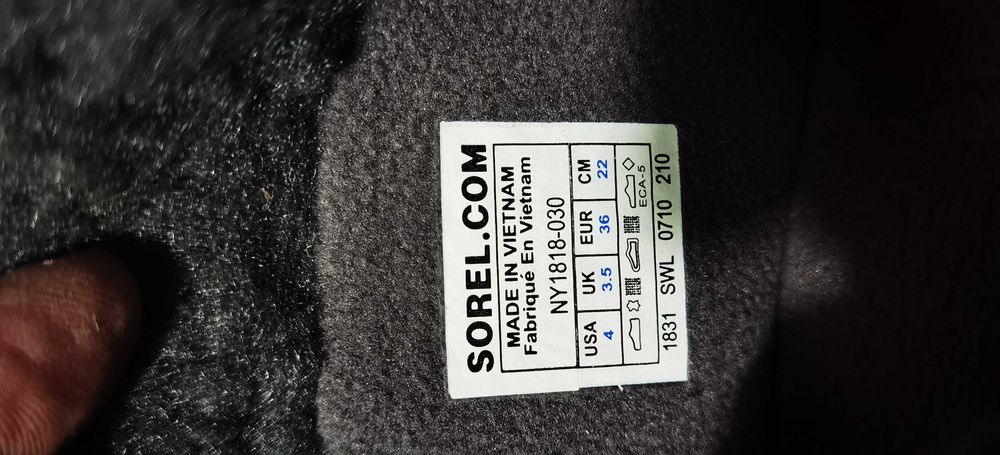 SOREL.COM
MADE IN VIETNAM
Fabriqué En Vietnam
NY1818-030
USA UK EUR CM
4 3.5 36 22
ECA-5
1831 SWL 0710 210